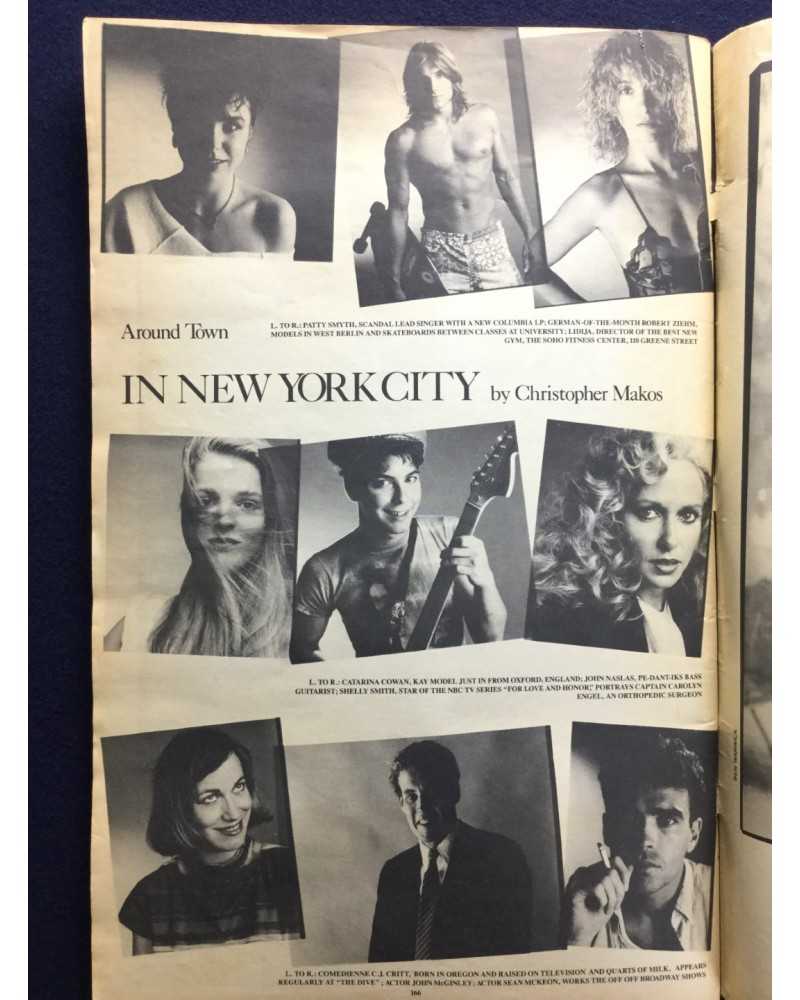 Around Town
L. TO R.: PATTY SMYTH, SCANDAL LEAD SINGER WITH A NEW COLUMBIA LP; GERMAN-OF-THE-MONTH ROBERT ZIEHM,
MODELS IN WEST BERLIN AND SKATEBOARDS BETWEEN CLASSES AT UNIVERSITY; LIDIJA, DIRECTOR OF THE BEST NEW
GYM, THE SOHO FITNESS CENTER, 110 GREENE STREET
IN NEW YORK CITY by Christopher Makos
L. TO R.: CATARINA COWAN, KAY MODEL JUST IN FROM OXFORD, ENGLAND; JOHN NASLAS, PE-DANT-IKS BASS
GUITARIST; SHELLY SMITH, STAR OF THE NBC TV SERIES "FOR LOVE AND HONOR," PORTRAYS CAPTAIN CAROLYN
ENGEL, AN ORTHOPEDIC SURGEON
L. TO R.: COMEDIENNE C.J. CRITT, BORN IN OREGON AND RAISED ON TELEVISION AND QUARTS OF MILK. APPEARS
REGULARLY AT "THE DIVE"; ACTOR JOHN McGINLEY; ACTOR SEAN MCKEON, WORKS THE OFF OFF BROADWAY SHOWS
166